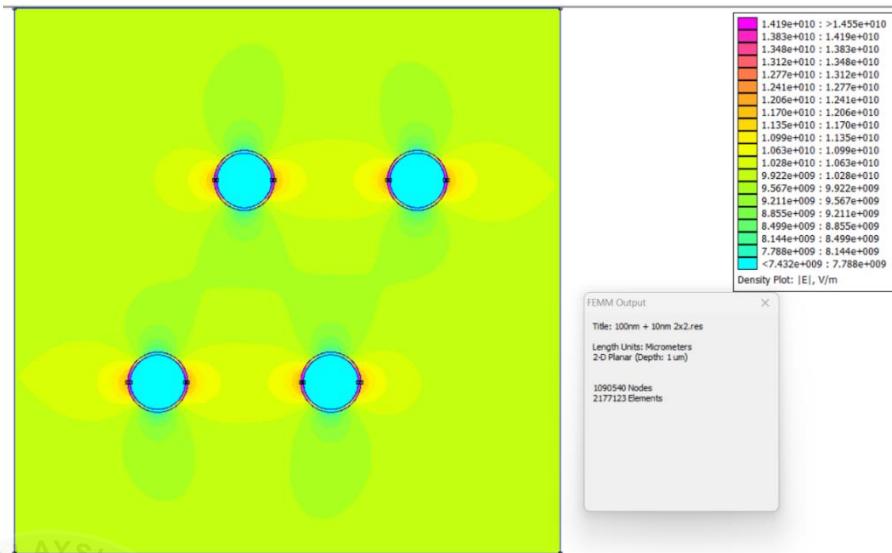 1.419e+010 : >1.455e+010
1.383e+010 : 1.419e+010
1.348e+010 : 1.383e+010
1.312e+010 : 1.348e+010
1.277e+010 : 1.312e+010
1.241e+010 : 1.277e+010
1.206e+010 : 1.241e+010
1.170e+010 : 1.206e+010
1.135e+010 : 1.170e+010
1.099e+010 : 1.135e+010
1.063e+010 : 1.099e+010
1.028e+010 : 1.063e+010
9.922e+009 : 1.028e+010
9.567e+009 : 9.922e+009
9.211e+009 : 9.567e+009
8.855e+009 : 9.211e+009
8.499e+009 : 8.855e+009
8.144e+009 : 8.499e+009
7.788e+009 : 8.144e+009
<7.432e+009 : 7.788e+009
Density Plot: |E|, V/m
FEMM Output
Title: 100nm + 10nm 2x2.res
Length Units: Micrometers
2-D Planar (Depth: 1 um)
1090540 Nodes
2177123 Elements